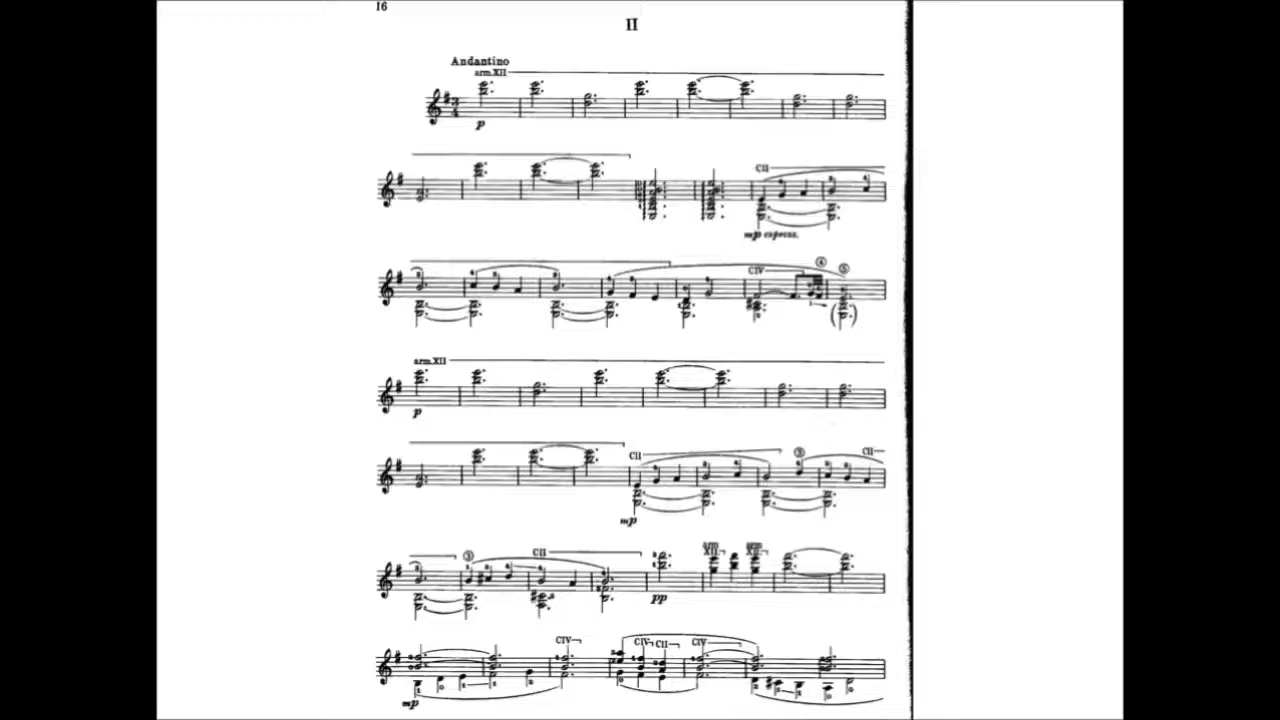 16
II
Andantino
arm.XII
p
CII
mp espress.
CIV ④ ⑤
arm.XII
p
CII ③ CII
mp
③ CII arm XII arm XII
pp
CIV CIV CII CIV
mp